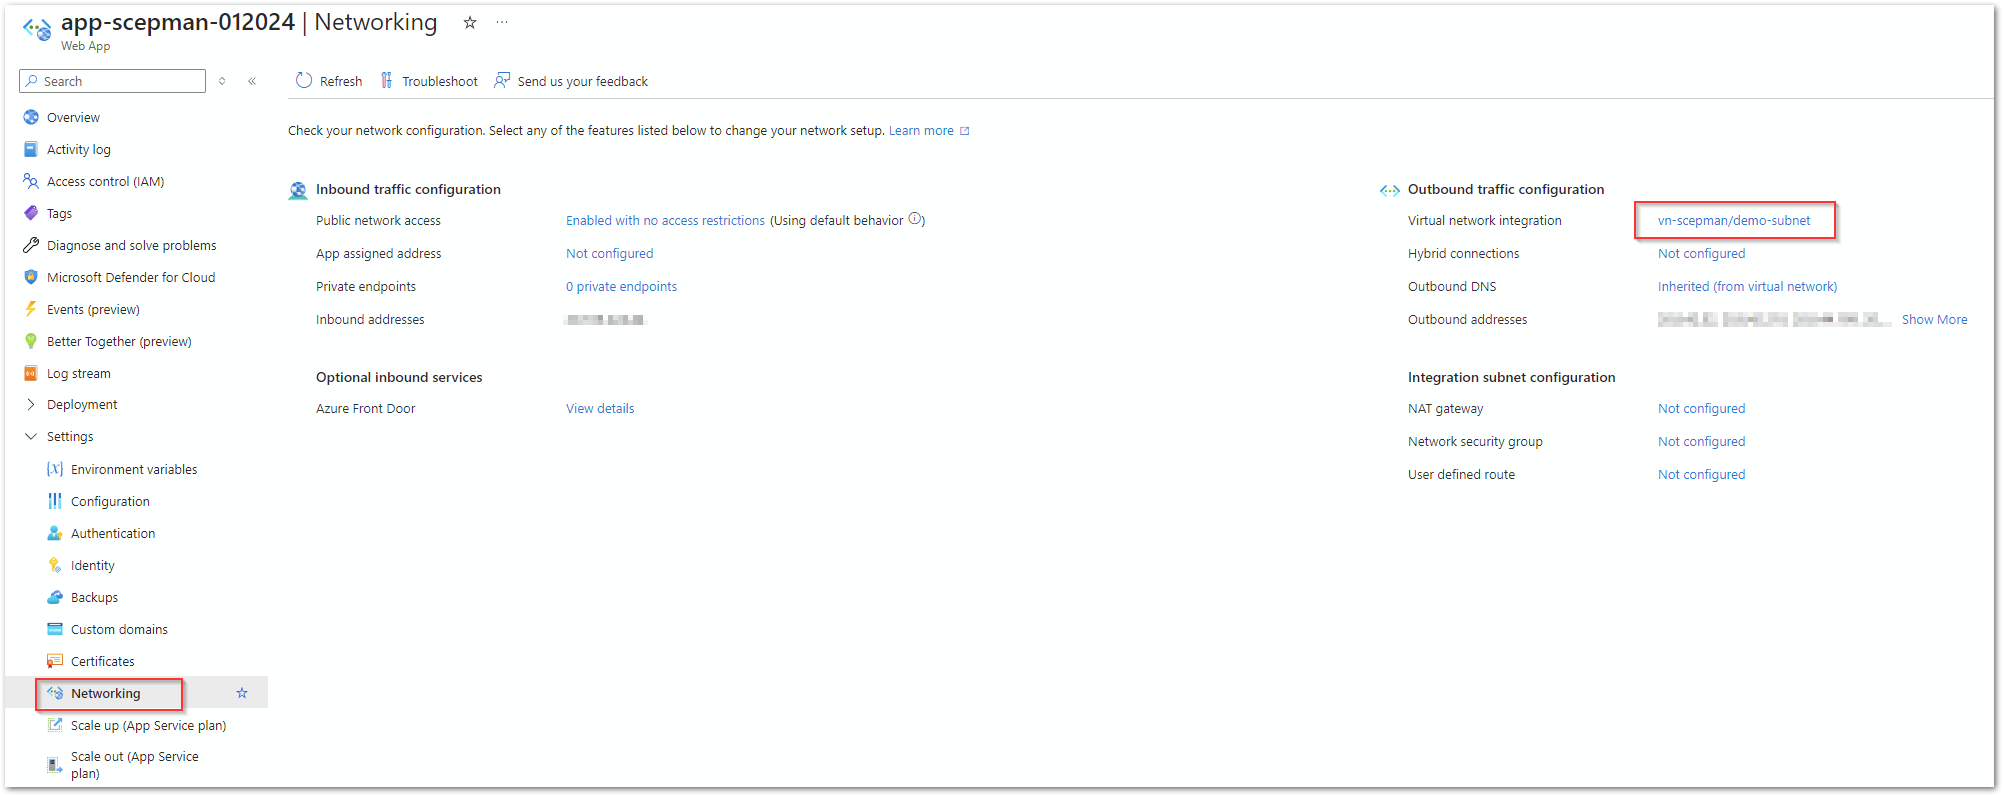 app-scepman-012024 | Networking
Web App
Search
Refresh
Troubleshoot
Send us your feedback
Overview
Activity log
Access control (IAM)
Tags
Diagnose and solve problems
Microsoft Defender for Cloud
Events (preview)
Better Together (preview)
Log stream
Deployment
Settings
Environment variables
Configuration
Authentication
Identity
Backups
Custom domains
Certificates
Networking
Scale up (App Service plan)
Scale out (App Service
plan)
Check your network configuration. Select any of the features listed below to change your network setup. Learn more
Inbound traffic configuration
Public network access Enabled with no access restrictions (Using default behavior)
App assigned address Not configured
Private endpoints 0 private endpoints
Inbound addresses
Optional inbound services
Azure Front Door View details
Outbound traffic configuration
Virtual network integration vn-scepman/demo-subnet
Hybrid connections Not configured
Outbound DNS Inherited (from virtual network)
Outbound addresses Show More
Integration subnet configuration
NAT gateway Not configured
Network security group Not configured
User defined route Not configured